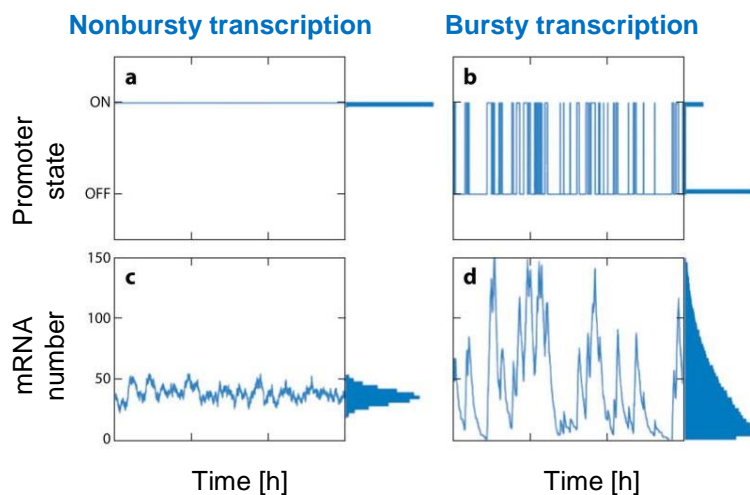 Nonbursty transcription
Bursty transcription
a
b
ON
OFF
Promoter
state
c
d
150
100
50
0
mRNA
number
Time [h]
Time [h]